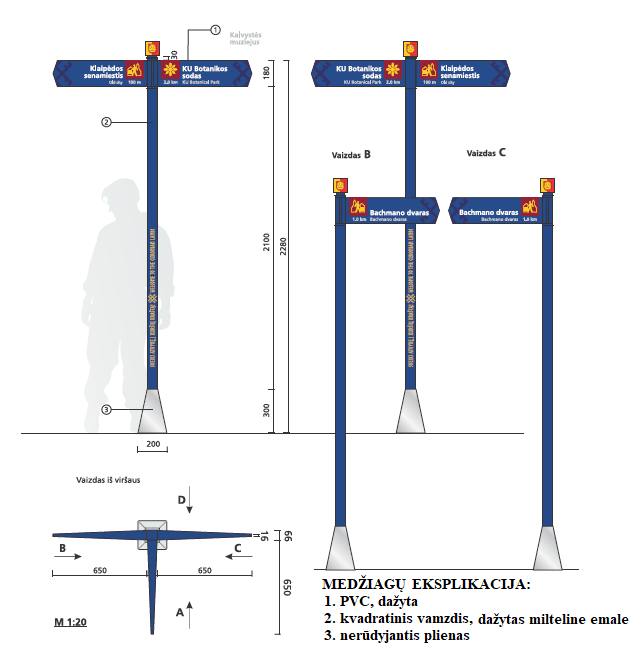 1
Kalvystės
muziejus
30
Klaipėdos
senamiestis
Old city
100 m
KU Botanikos
sodas
2,0 km
KU Botanical Park
180
KU Botanikos
sodas
KU Botanical Park
2,0 km
Klaipėdos
senamiestis
100 m
Old city
2
Vaizdas B
Vaizdas C
Bachmano dvaras
1,0 km
Bachmano dvaras
Bachmano dvaras
Bachmano dvaras
1,0 km
2100
2280
3
300
200
Vaizdas iš viršaus
D
B
C
16
66
650
650
650
A
M 1:20
MEDŽIAGŲ EKSPLIKACIJA:
1. PVC, dažyta
2. kvadratinis vamzdis, dažytas milteline emale
3. nerūdyjantis plienas